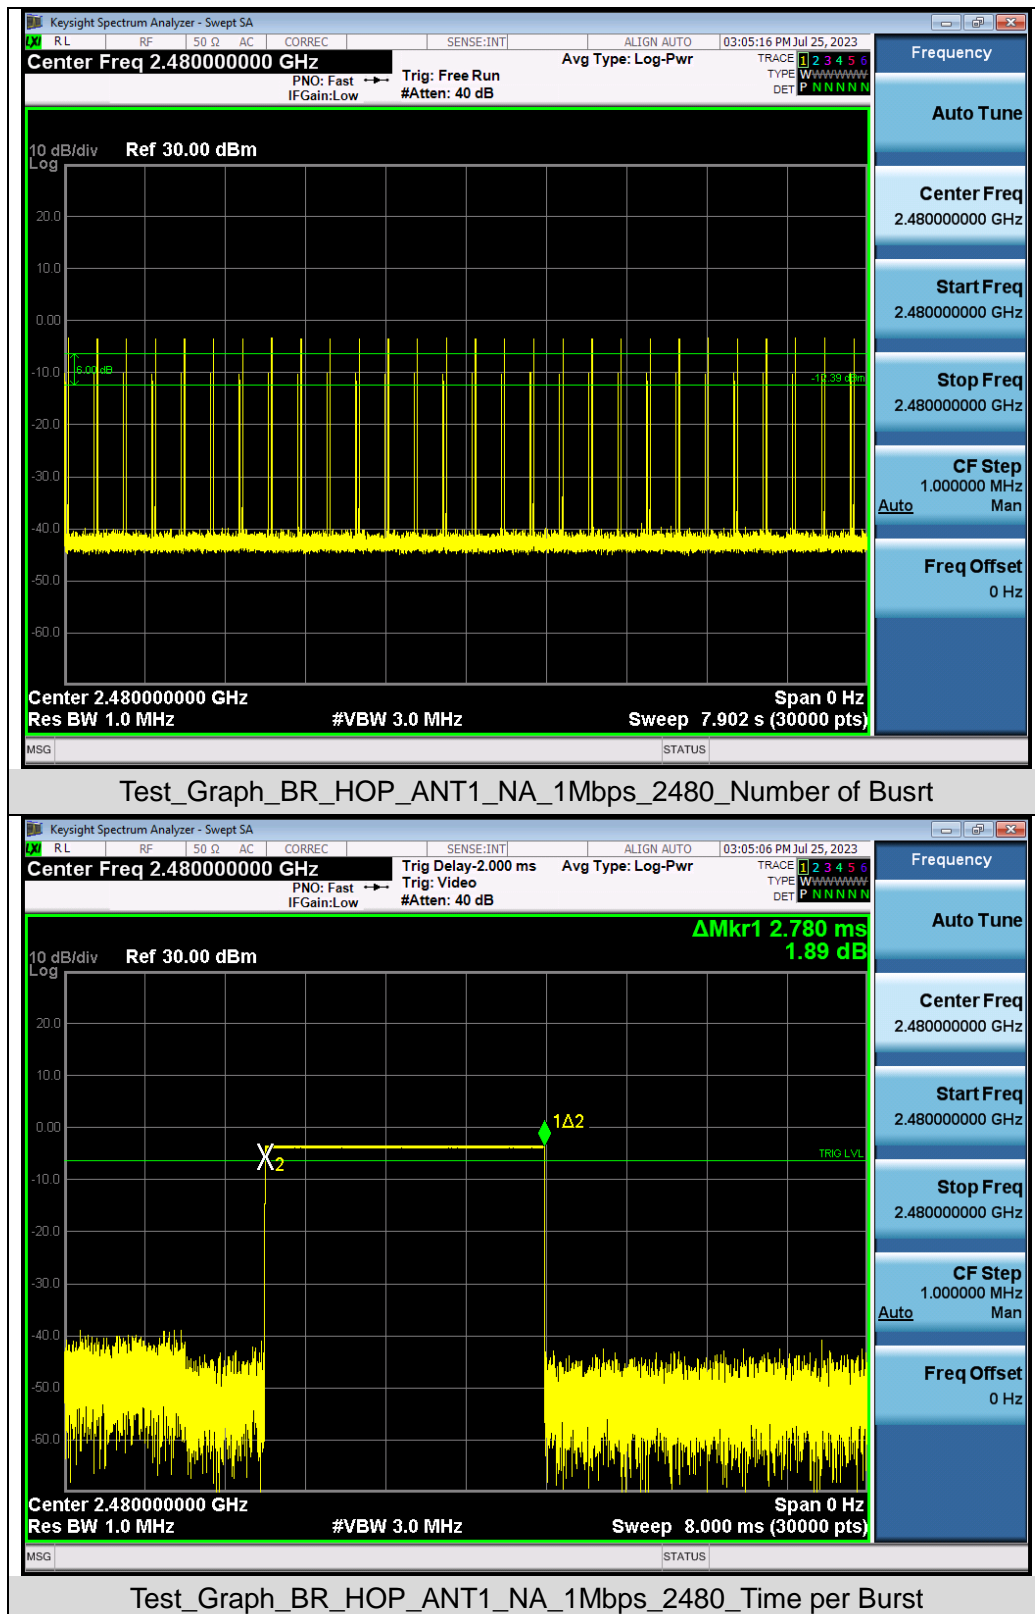 Keysight Spectrum Analyzer - Swept SA
LXI RL RF 50 Ω AC CORREC SENSE:INT ALIGN AUTO 03:05:16 PM Jul 25, 2023
Center Freq 2.480000000 GHz
PNO: Fast
IFGain:Low
Trig: Free Run
#Atten: 40 dB
Avg Type: Log-Pwr
TRACE 1 2 3 4 5 6
TYPE WWWWWW
DET P N N N N N
10 dB/div
Log
Ref 30.00 dBm
20.0
10.0
0.00
-10.0
-20.0
-30.0
-40.0
-50.0
-60.0
6.00 dB
-12.39 dBm
Center 2.480000000 GHz
Span 0 Hz
Res BW 1.0 MHz
#VBW 3.0 MHz
Sweep 7.902 s (30000 pts)
MSG
STATUS
Frequency
Auto Tune
Center Freq
2.480000000 GHz
Start Freq
2.480000000 GHz
Stop Freq
2.480000000 GHz
CF Step
1.000000 MHz
Auto Man
Freq Offset
0 Hz
Test_Graph_BR_HOP_ANT1_NA_1Mbps_2480_Number of Busrt
Keysight Spectrum Analyzer - Swept SA
LXI RL RF 50 Ω AC CORREC SENSE:INT ALIGN AUTO 03:05:06 PM Jul 25, 2023
Center Freq 2.480000000 GHz
PNO: Fast
IFGain:Low
Trig Delay-2.000 ms
Trig: Video
#Atten: 40 dB
Avg Type: Log-Pwr
TRACE 1 2 3 4 5 6
TYPE WWWWWW
DET P N N N N N
ΔMkr1 2.780 ms
1.89 dB
10 dB/div
Log
Ref 30.00 dBm
20.0
10.0
0.00
-10.0
-20.0
-30.0
-40.0
-50.0
-60.0
1Δ2
X2
TRIG LVL
Center 2.480000000 GHz
Span 0 Hz
Res BW 1.0 MHz
#VBW 3.0 MHz
Sweep 8.000 ms (30000 pts)
MSG
STATUS
Frequency
Auto Tune
Center Freq
2.480000000 GHz
Start Freq
2.480000000 GHz
Stop Freq
2.480000000 GHz
CF Step
1.000000 MHz
Auto Man
Freq Offset
0 Hz
Test_Graph_BR_HOP_ANT1_NA_1Mbps_2480_Time per Burst